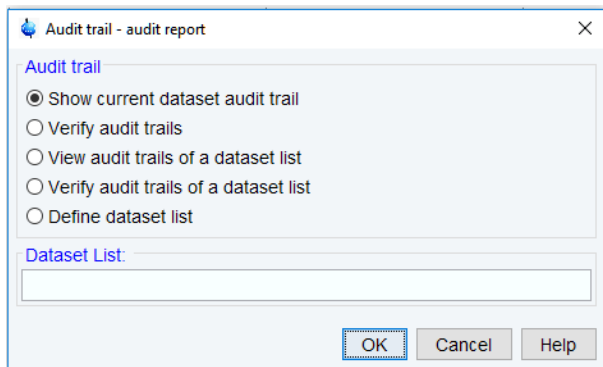 Audit trail - audit report
Audit trail
Show current dataset audit trail
Verify audit trails
View audit trails of a dataset list
Verify audit trails of a dataset list
Define dataset list
Dataset List:
OK Cancel Help